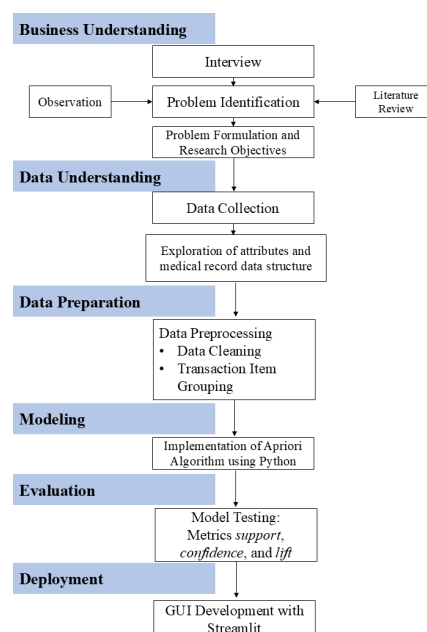 Business Understanding
Interview
Observation
Problem Identification
Literature
Review
Problem Formulation and
Research Objectives
Data Understanding
Data Collection
Exploration of attributes and
medical record data structure
Data Preparation
Data Preprocessing
• Data Cleaning
• Transaction Item
Grouping
Modeling
Implementation of Apriori
Algorithm using Python
Evaluation
Model Testing:
Metrics support,
confidence, and lift
Deployment
GUI Development with
Streamlit